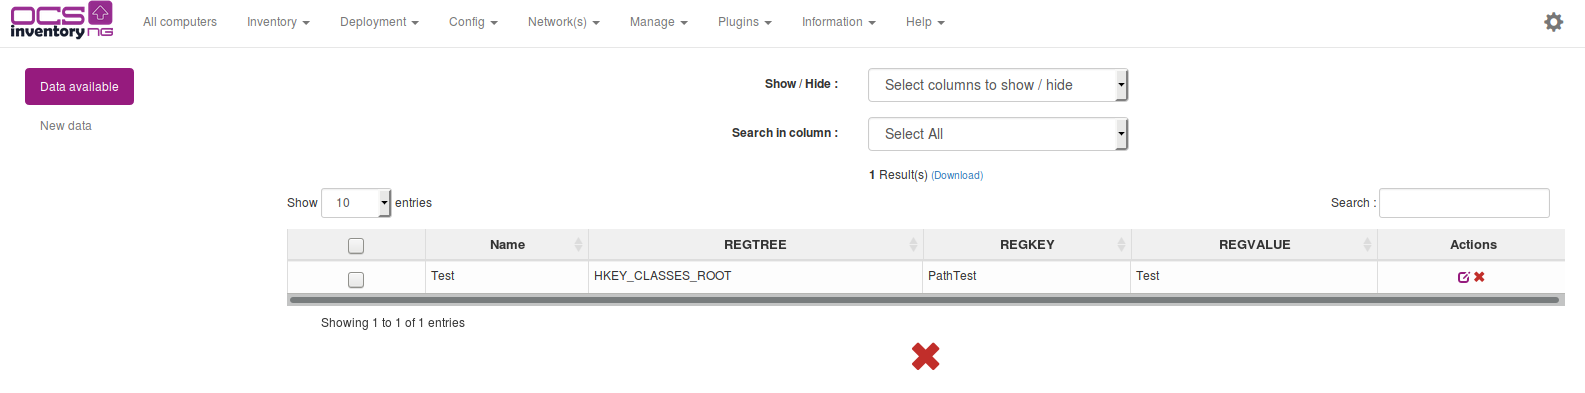 OCS
inventory NG
All computers Inventory Deployment Config Network(s) Manage Plugins Information Help
Data available
New data
Show / Hide : Select columns to show / hide
Search in column : Select All
1 Result(s) (Download)
Show 10 entries Search :
Name REGTREE REGKEY REGVALUE Actions
Test HKEY_CLASSES_ROOT PathTest Test
Showing 1 to 1 of 1 entries